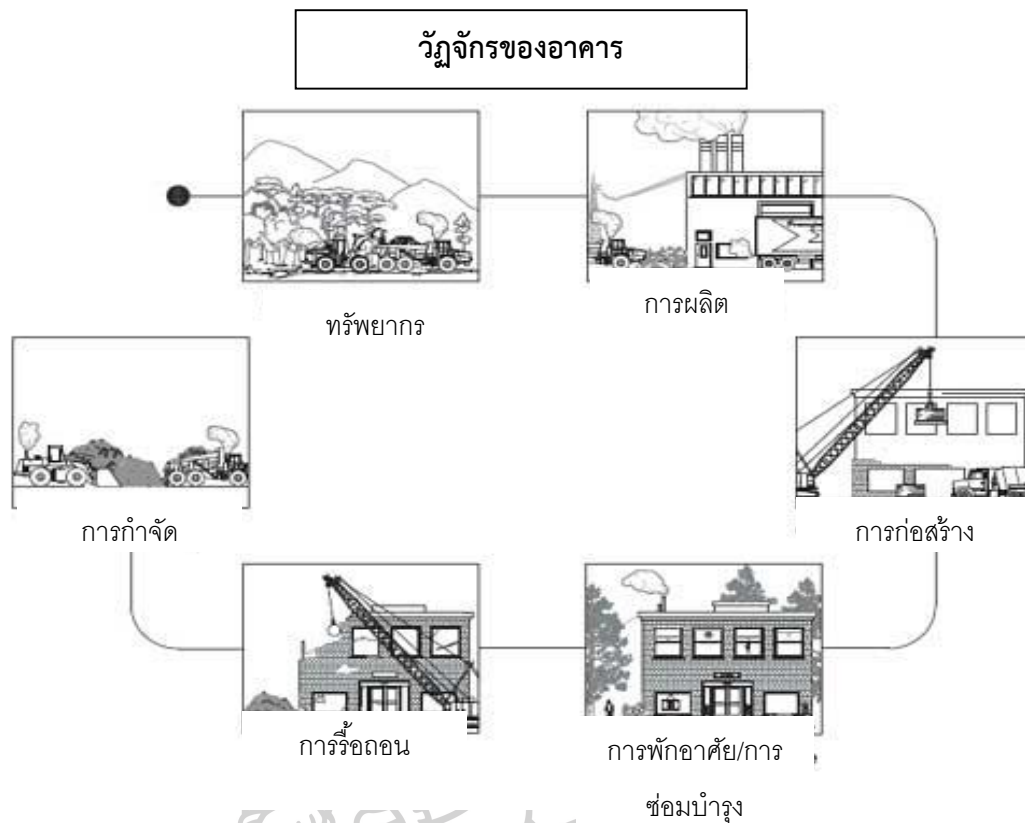 วัฏจักรของอาคาร
ทรัพยากร
การผลิต
การก่อสร้าง
การพักอาศัย/การ
ซ่อมบำรุง
การรื้อถอน
การกำจัด